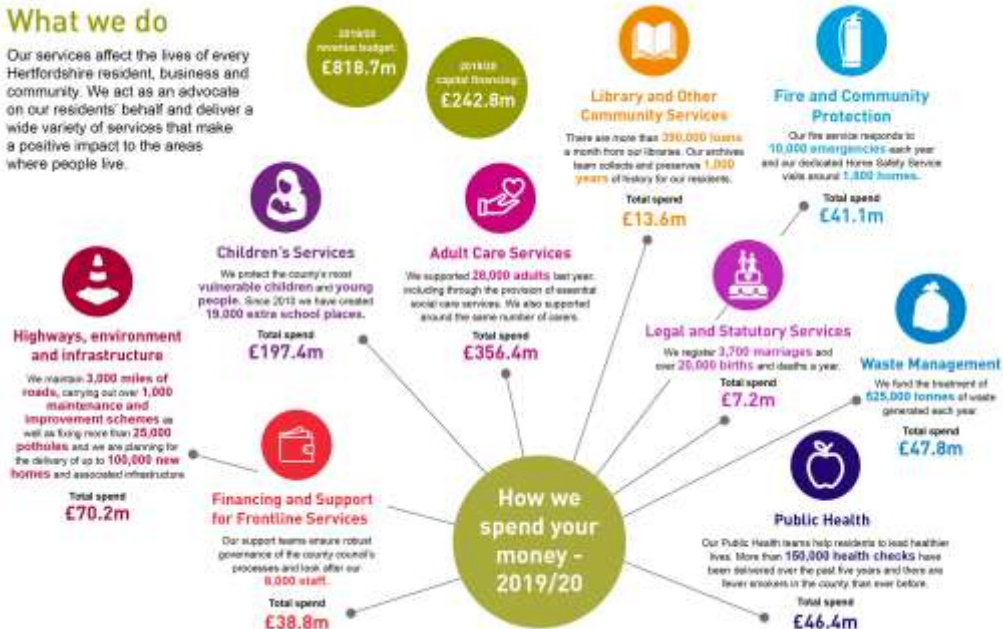 What we do
Our services affect the lives of every
Hertfordshire resident, business and
community. We act as an advocate
on our residents' behalf and deliver a
wide variety of services that make
a positive impact to the areas
where people live.
2019/20
revenue budget:
£818.7m
2019/20
capital financing:
£242.8m
Library and Other
Community Services
There are more than 390,000 loans
a month from our libraries. Our archives
team collects and preserves 1,000
years of history for our residents.
Total spend
£13.6m
Fire and Community
Protection
Our fire service responds to
10,000 emergencies each year
and our dedicated Home Safety Service
visits around 1,800 homes.
Total spend
£41.1m
Children's Services
We protect the county's most
vulnerable children and young
people. Since 2010 we have created
19,000 extra school places.
Total spend
£197.4m
Adult Care Services
We supported 28,000 adults last year,
including through the provision of essential
social care services. We also supported
around the same number of carers.
Total spend
£356.4m
Highways, environment
and infrastructure
We maintain 3,000 miles of
roads, carrying out over 1,000
maintenance and
improvement schemes as
well as fixing more than 25,000
potholes and we are planning for
the delivery of up to 100,000 new
homes and associated infrastructure
Total spend
£70.2m
Legal and Statutory Services
We register 3,700 marriages and
over 20,000 births and deaths a year.
Total spend
£7.2m
Waste Management
We fund the treatment of
525,000 tonnes of waste
generated each year
Total spend
£47.8m
Financing and Support
for Frontline Services
Our support teams ensure robust
governance of the county council's
processes and look after our
8,000 staff.
Total spend
£38.8m
How we
spend your
money -
2019/20
Public Health
Our Public Health teams help residents to lead healthier
lives. More than 150,000 health checks have
been delivered over the past five years and there are
fewer smokers in the county than ever before.
Total spend
£46.4m